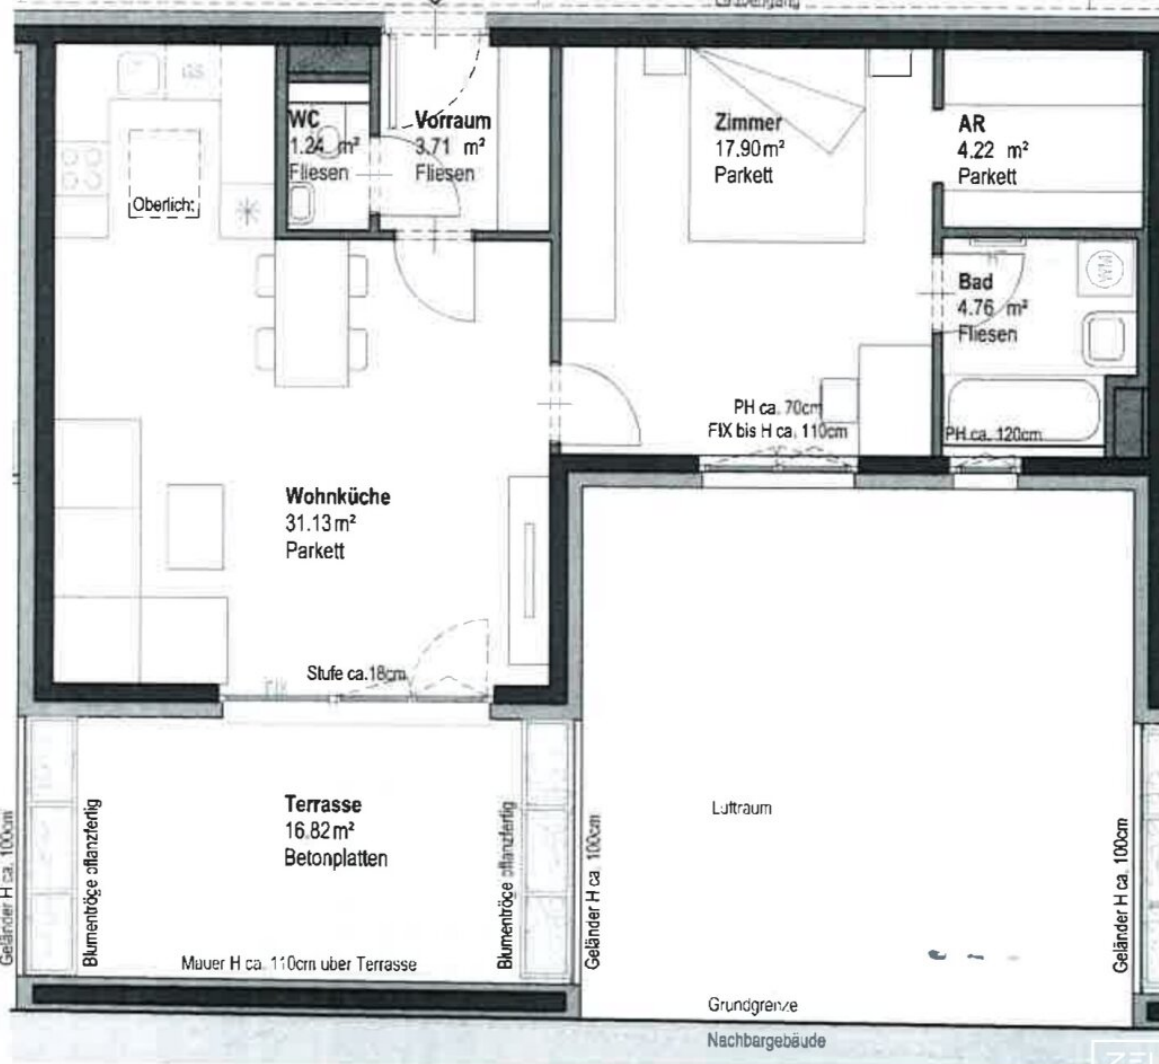 GS
WC
1.24 m²
Fliesen
Vorraum
3.71 m²
Fliesen
Zimmer
17.90 m²
Parkett
AR
4.22 m²
Parkett
Oberlicht
Bad
4.76 m²
Fliesen
WM
PH ca. 70cm
FIX bis H ca. 110cm
PH ca. 120cm
Wohnküche
31.13 m²
Parkett
Stufe ca.18cm
FIX
Terrasse
16.82 m²
Betonplatten
Blumentröge pflanzfertig
Blumentröge pflanzfertig
Geländer H ca. 100cm
Geländer H ca. 100cm
Geländer H ca. 100cm
Luftraum
Mauer H ca. 110cm über Terrasse
Grundgrenze
Nachbargebäude